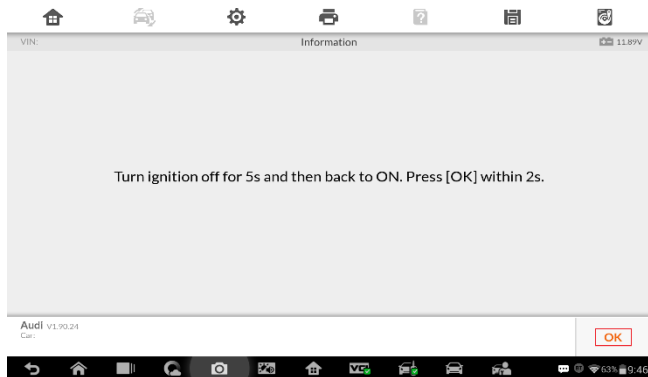 VIN:
Information
11.89V
Turn ignition off for 5s and then back to ON. Press [OK] within 2s.
Audi V1.90.24
Car:
OK
VCI
63% 9:46